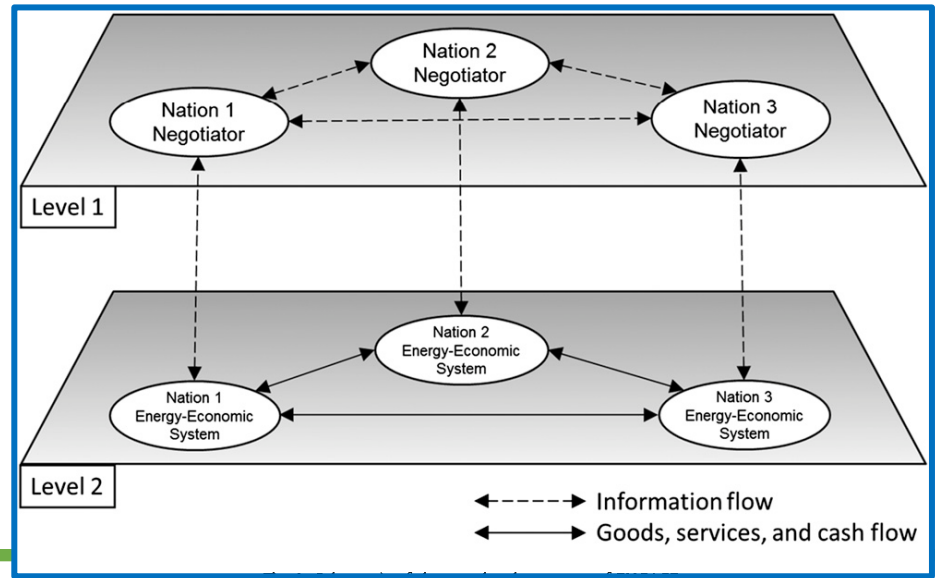 Nation 2
Negotiator
Nation 1
Negotiator
Nation 3
Negotiator
Level 1
Nation 2
Energy-Economic
System
Nation 1
Energy-Economic
System
Nation 3
Energy-Economic
System
Level 2
Information flow
Goods, services, and cash flow